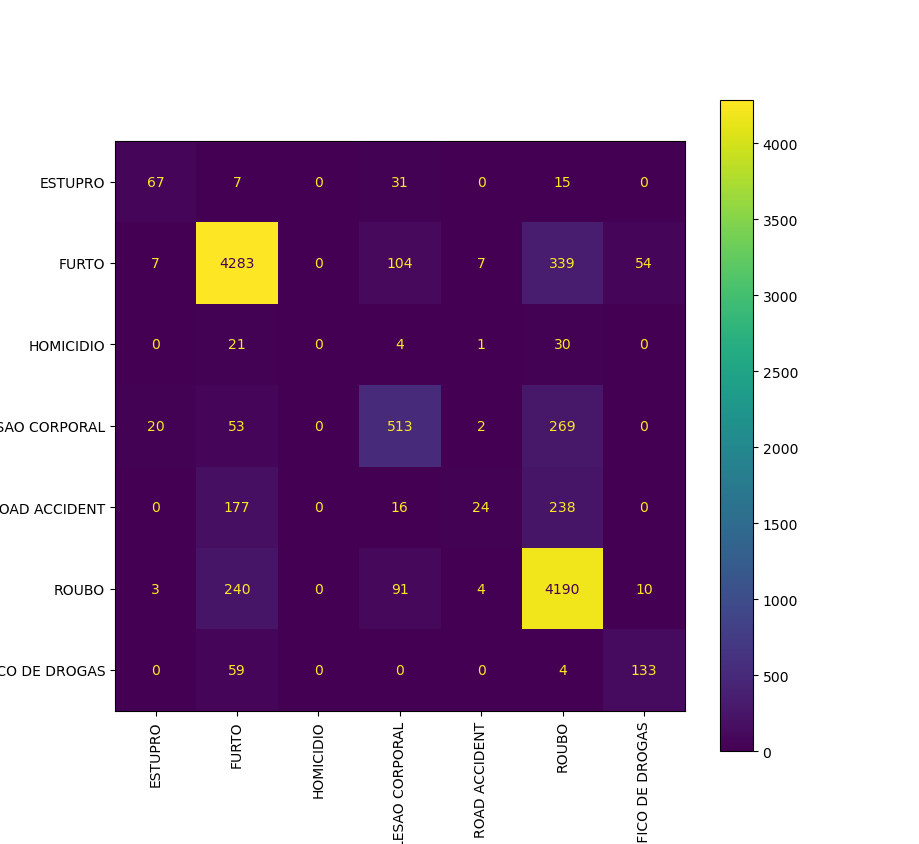 ESTUPRO 67 7 0 31 0 15 0
FURTO 7 4283 0 104 7 339 54
HOMICIDIO 0 21 0 4 1 30 0
SAO CORPORAL 20 53 0 513 2 269 0
OAD ACCIDENT 0 177 0 16 24 238 0
ROUBO 3 240 0 91 4 4190 10
CO DE DROGAS 0 59 0 0 0 4 133
ESTUPRO
FURTO
HOMICIDIO
LESAO CORPORAL
ROAD ACCIDENT
ROUBO
FICO DE DROGAS
4000
3500
3000
2500
2000
1500
1000
500
0